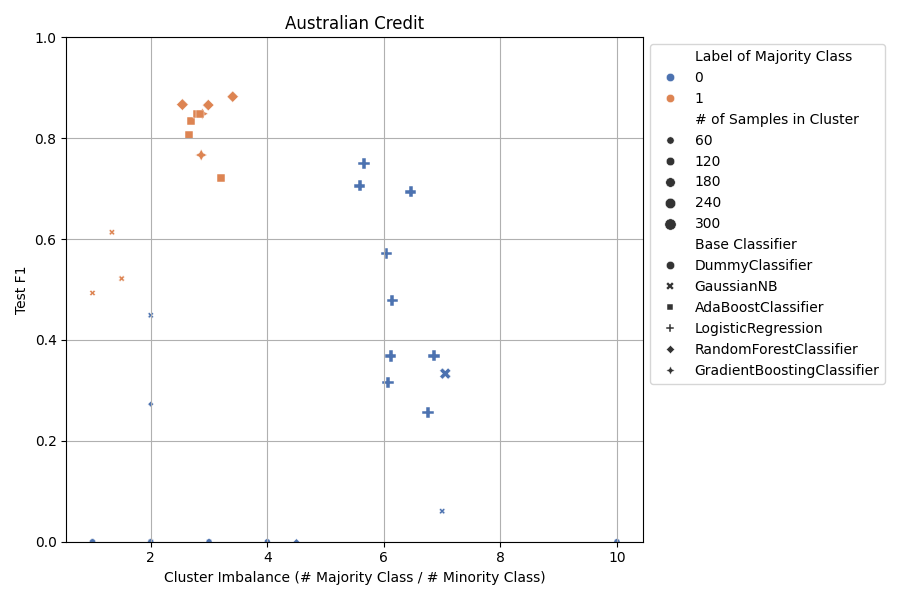 Australian Credit
1.0
0.8
0.6
0.4
0.2
0.0
Test F1
2
4
6
8
10
Cluster Imbalance (# Majority Class / # Minority Class)
Label of Majority Class
0
1
# of Samples in Cluster
60
120
180
240
300
Base Classifier
DummyClassifier
GaussianNB
AdaBoostClassifier
LogisticRegression
RandomForestClassifier
GradientBoostingClassifier